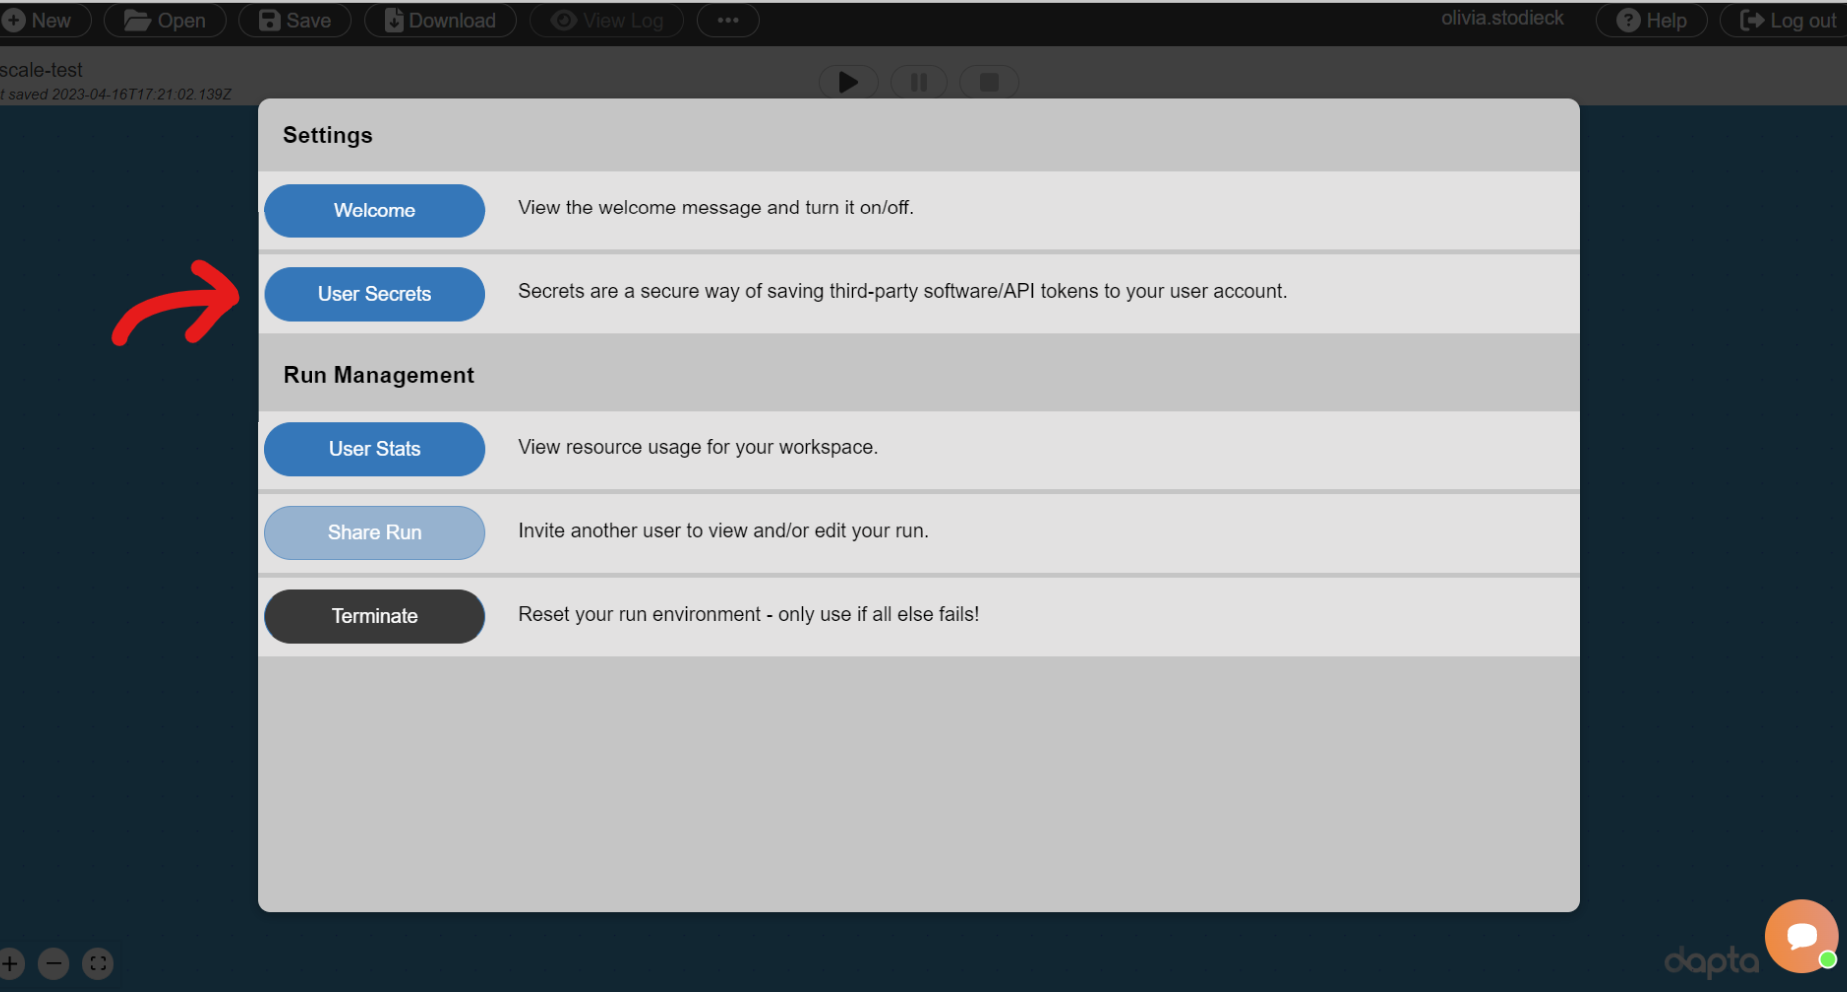 New Open Save Download View Log ••• olivia.stodieck Help Log out
scale-test
t saved 2023-04-16T17:21:02.139Z
Settings
Welcome View the welcome message and turn it on/off.
User Secrets Secrets are a secure way of saving third-party software/API tokens to your user account.
Run Management
User Stats View resource usage for your workspace.
Share Run Invite another user to view and/or edit your run.
Terminate Reset your run environment - only use if all else fails!
dapta